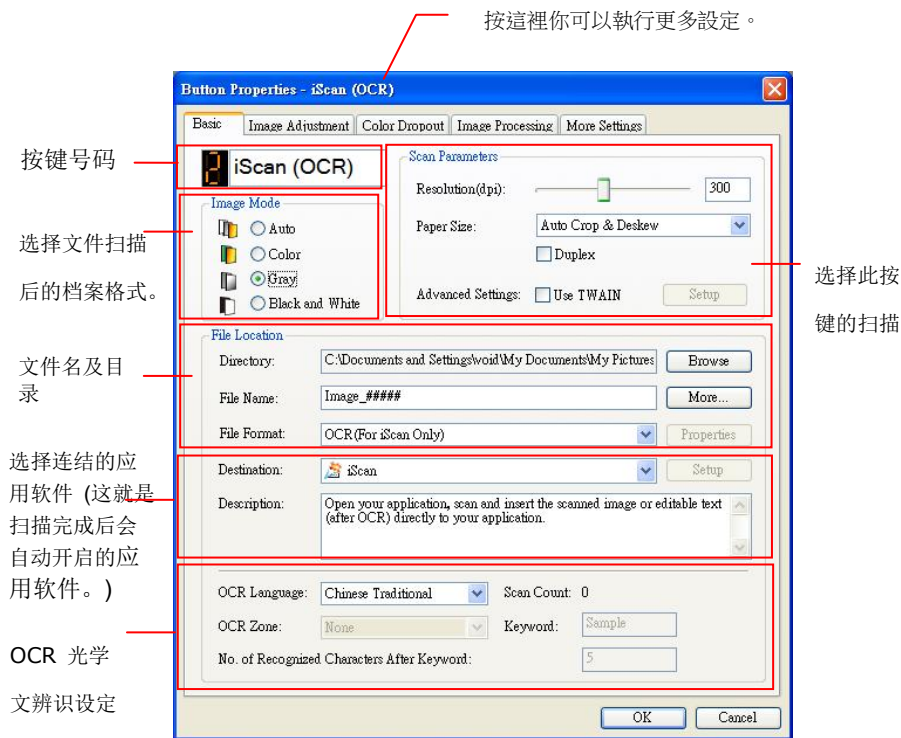 按這裡你可以執行更多設定。
Button Properties - iScan (OCR)
Basic Image Adjustment Color Dropout Image Processing More Settings
按键号码
2 iScan (OCR)
Scan Parameters
Resolution(dpi): 300
Paper Size: Auto Crop & Deskew
Duplex
Advanced Settings: Use TWAIN Setup
选择此按
键的扫描
Image Mode
Auto
Color
Gray
Black and White
选择文件扫描
后的档案格式。
File Location
Directory: C:\Documents and Settings\void\My Documents\My Pictures Browse
File Name: Image_##### More...
File Format: OCR(For iScan Only) Properties
文件名及目
录
Destination: iScan Setup
Description: Open your application, scan and insert the scanned image or editable text
(after OCR) directly to your application.
选择连结的应
用软件 (这就是
扫描完成后会
自动开启的应
用软件。)
OCR Language: Chinese Traditional Scan Count: 0
OCR Zone: None Keyword: Sample
No. of Recognized Characters After Keyword: 5
OCR 光学
文辨识设定
OK Cancel